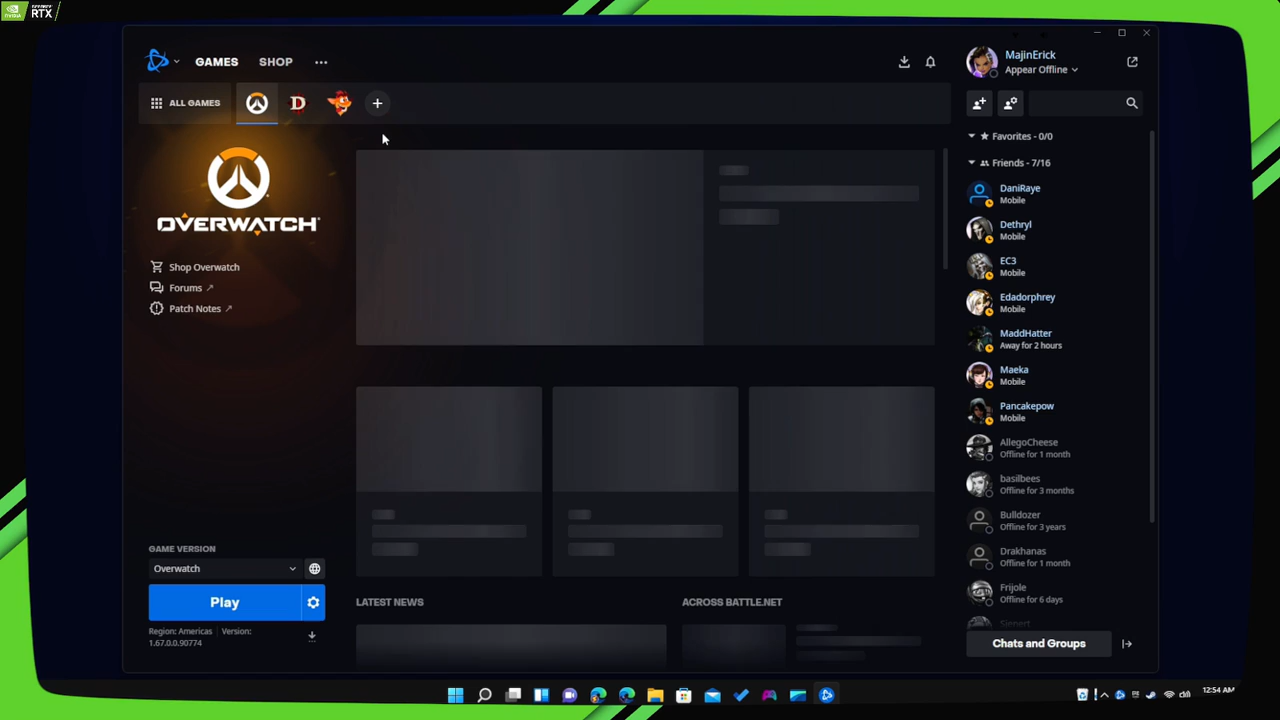 NVIDIA
GEFORCE
RTX
GAMES
SHOP
MajinErick
Appear Offline
ALL GAMES
D
Favorites - 0/0
Friends - 7/16
OVERWATCH
Shop Overwatch
Forums
Patch Notes
DaniRaye
Mobile
Dethryl
Mobile
EC3
Mobile
Edadorphrey
Mobile
MaddHatter
Away for 2 hours
Maeka
Mobile
Pancakepow
Mobile
AllegoCheese
Offline for 1 month
basilbees
Offline for 3 months
Bulldozer
Offline for 3 years
Drakhanas
Offline for 1 month
Frijole
Offline for 6 days
GAME VERSION
Overwatch
Play
Region: Americas | Version:
1.67.0.0.90774
LATEST NEWS
ACROSS BATTLE.NET
Chats and Groups
12:54 AM